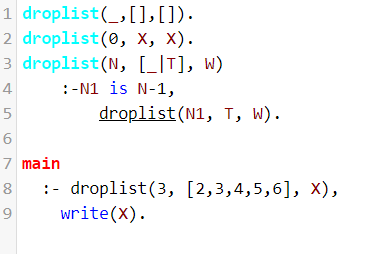 1 droplist(_,[],[]).
2 droplist(0, X, X).
3 droplist(N, [_|T], W)
4     :-N1 is N-1,
5        droplist(N1, T, W).
6
7 main
8   :- droplist(3, [2,3,4,5,6], X),
9     write(X).